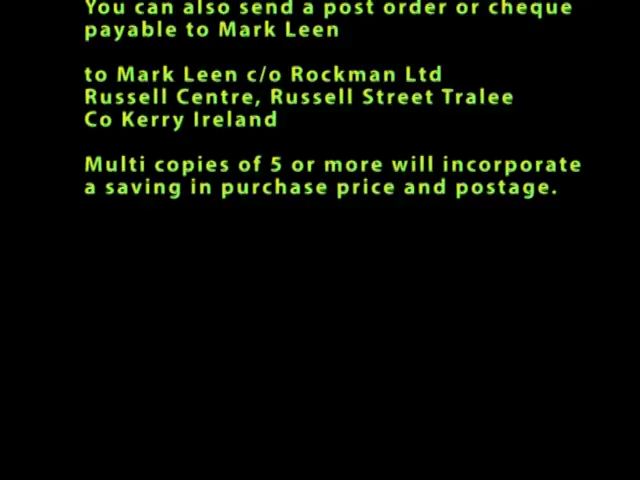 You can also send a post order or cheque
payable to Mark Leen
to Mark Leen c/o Rockman Ltd
Russell Centre, Russell Street Tralee
Co Kerry Ireland
Multi copies of 5 or more will incorporate
a saving in purchase price and postage.